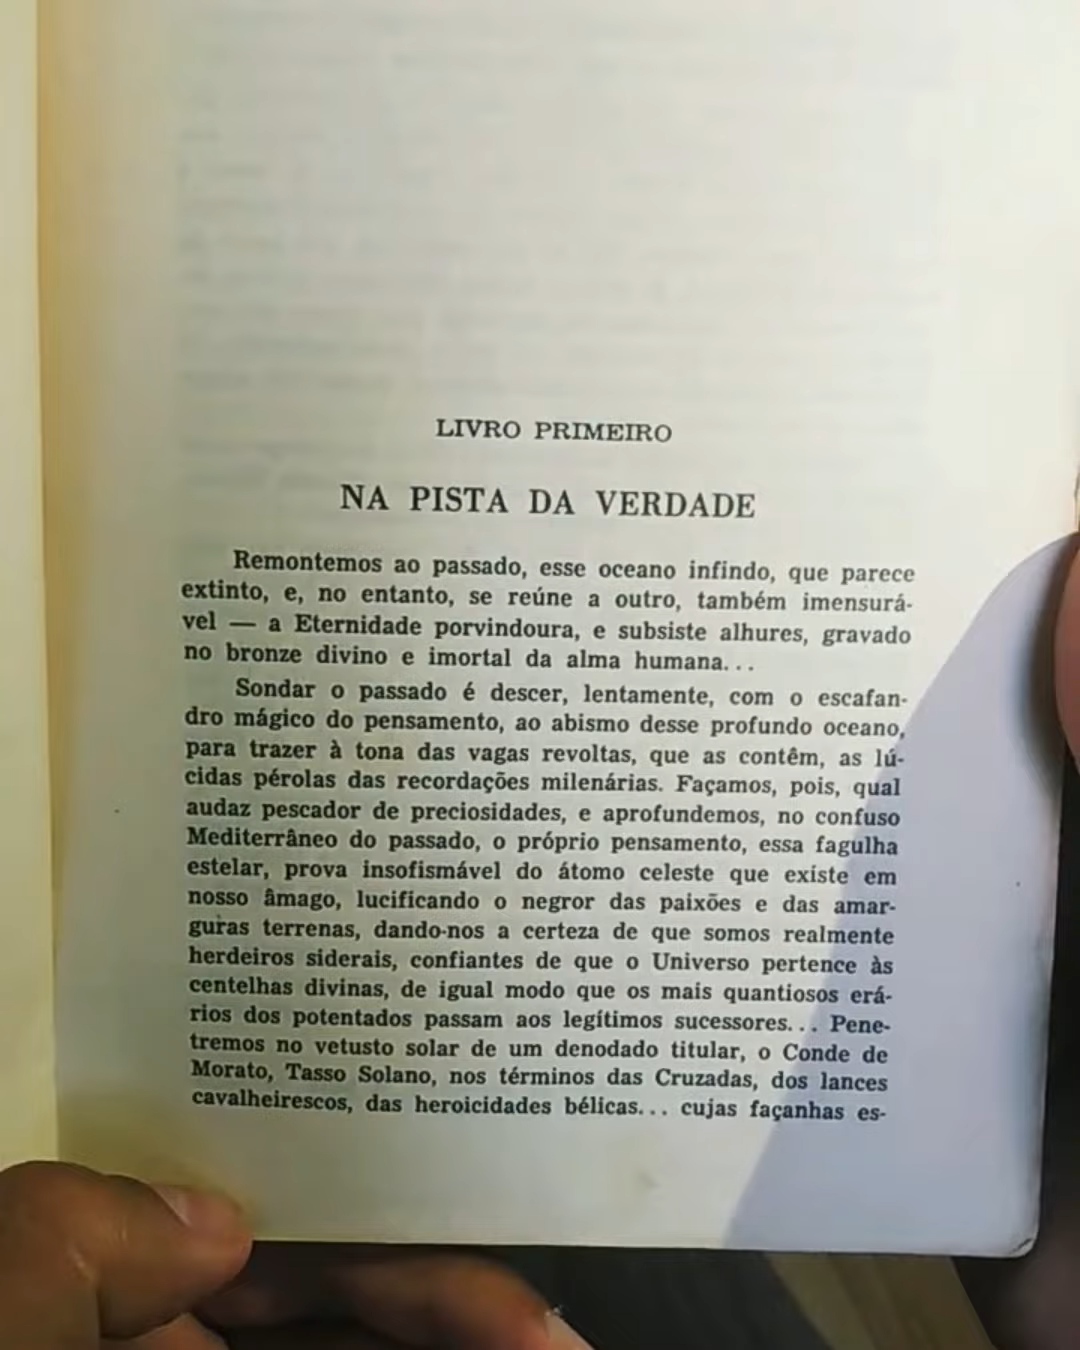 LIVRO PRIMEIRO
NA PISTA DA VERDADE
Remontemos ao passado, esse oceano infindo, que parece
extinto, e, no entanto, se reúne a outro, também imensurá-
vel — a Eternidade porvindoura, e subsiste alhures, gravado
no bronze divino e imortal da alma humana...
Sondar o passado é descer, lentamente, com o escafan-
dro mágico do pensamento, ao abismo desse profundo oceano,
para trazer à tona das vagas revoltas, que as contêm, as lú-
cidas pérolas das recordações milenárias. Façamos, pois, qual
audaz pescador de preciosidades, e aprofundemos, no confuso
Mediterrâneo do passado, o próprio pensamento, essa fagulha
estelar, prova insofismável do átomo celeste que existe em
nosso âmago, lucificando o negror das paixões e das amar-
guras terrenas, dando-nos a certeza de que somos realmente
herdeiros siderais, confiantes de que o Universo pertence às
centelhas divinas, de igual modo que os mais quantiosos erá-
rios dos potentados passam aos legítimos sucessores... Pene-
tremos no vetusto solar de um denodado titular, o Conde de
Morato, Tasso Solano, nos términos das Cruzadas, dos lances
cavalheirescos, das heroicidades bélicas... cujas façanhas es-